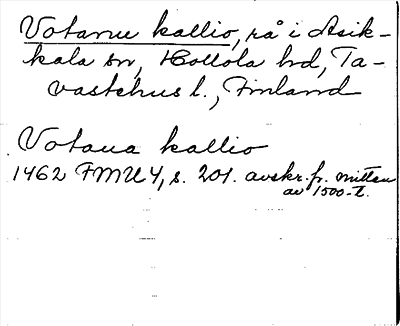 Votanu kallio, rå i Asik-
kala sn, Hollola hd, Ta-
vastehus l., Finland
Votaua kallio
1462 FMU 4, s. 201. avskr. fr. mitten
av 1500-t.